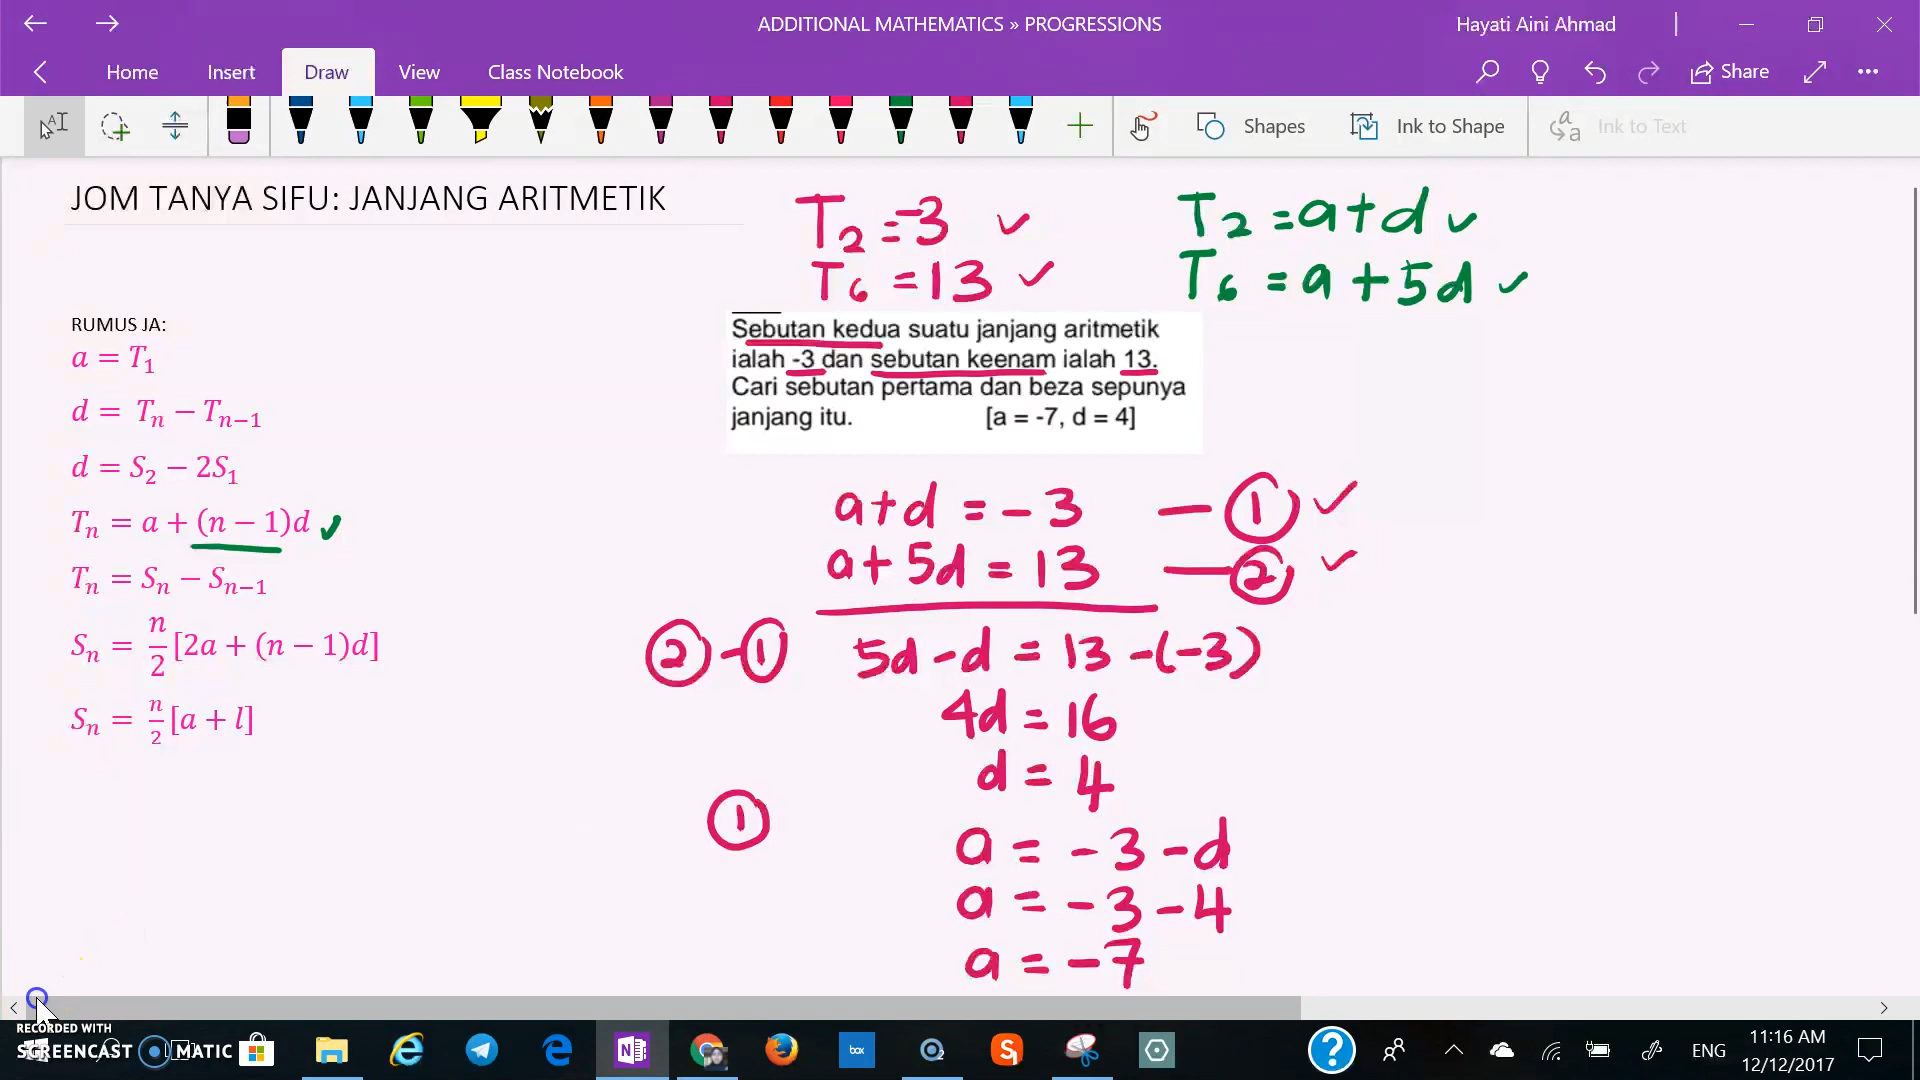 ADDITIONAL MATHEMATICS » PROGRESSIONS
Hayati Aini Ahmad
Home Insert Draw View Class Notebook
Share
Shapes
Ink to Shape
Ink to Text
JOM TANYA SIFU: JANJANG ARITMETIK
T₂ = -3 ✓
T₆ = 13 ✓
T₂ = a + d ✓
T₆ = a + 5d ✓
RUMUS JA:
a = T₁
d = Tₙ − Tₙ₋₁
d = S₂ − 2S₁
Tₙ = a + (n − 1)d ✓
Tₙ = Sₙ − Sₙ₋₁
Sₙ = n/2 [2a + (n − 1)d]
Sₙ = n/2 [a + l]
Sebutan kedua suatu janjang aritmetik
ialah -3 dan sebutan keenam ialah 13.
Cari sebutan pertama dan beza sepunya
janjang itu. [a = -7, d = 4]
a + d = -3 — ① ✓
a + 5d = 13 — ② ✓
② - ① 5d - d = 13 - (-3)
4d = 16
d = 4
① a = -3 - d
a = -3 - 4
a = -7
RECORDED WITH
SCREENCAST MATIC
box
ENG
11:16 AM
12/12/2017